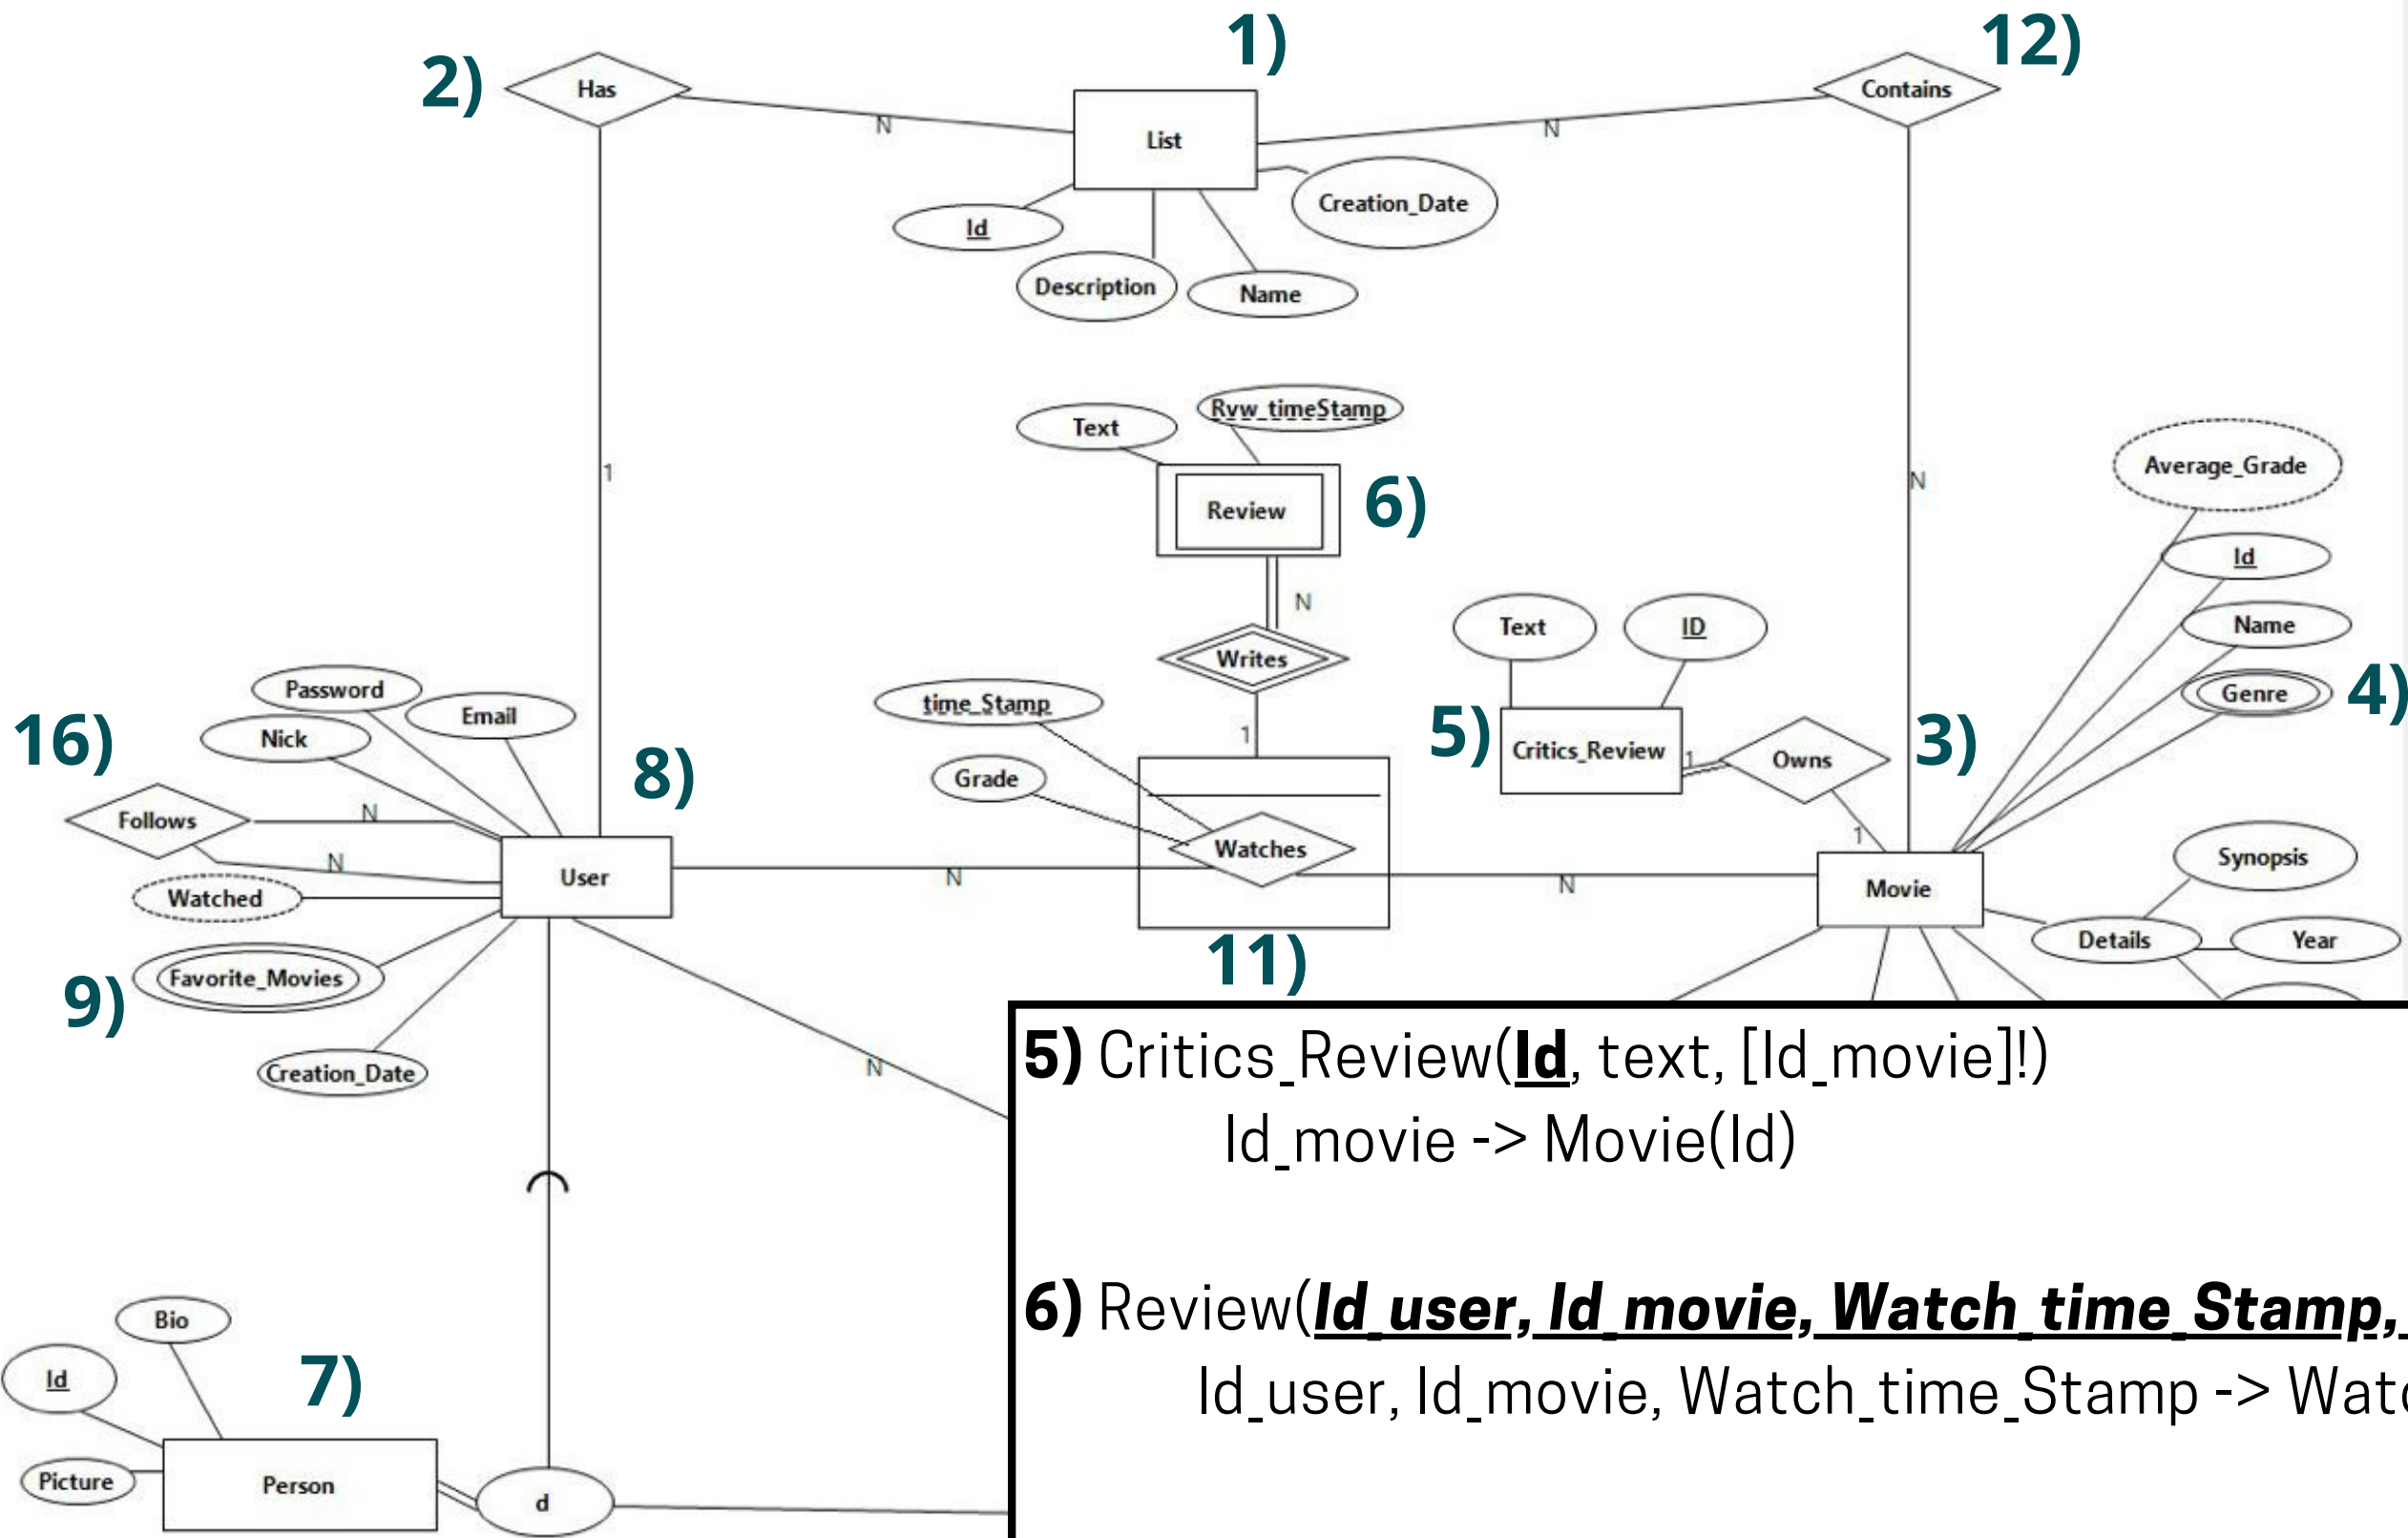 1)
12)
2)
Has
Contains
N
List
N
Creation_Date
Id
Description
Name
Text
Rvw_timeStamp
Average_Grade
1
Review
6)
N
Id
N
Text
ID
Name
Writes
Password
time_Stamp
Genre
4)
Email
16)
Nick
1
5)
Critics_Review
1
Owns
3)
8)
Grade
Follows
N
Watches
1
Synopsis
N
User
N
N
Movie
Watched
Details
Year
11)
Favorite_Movies
9)
N
Creation_Date
5) Critics_Review(Id, text, [Id_movie]!)
Id_movie -> Movie(Id)
6) Review(Id_user, Id_movie, Watch_time_Stamp,
Id_user, Id_movie, Watch_time_Stamp ->
Bio
Id
7)
Picture
Person
d